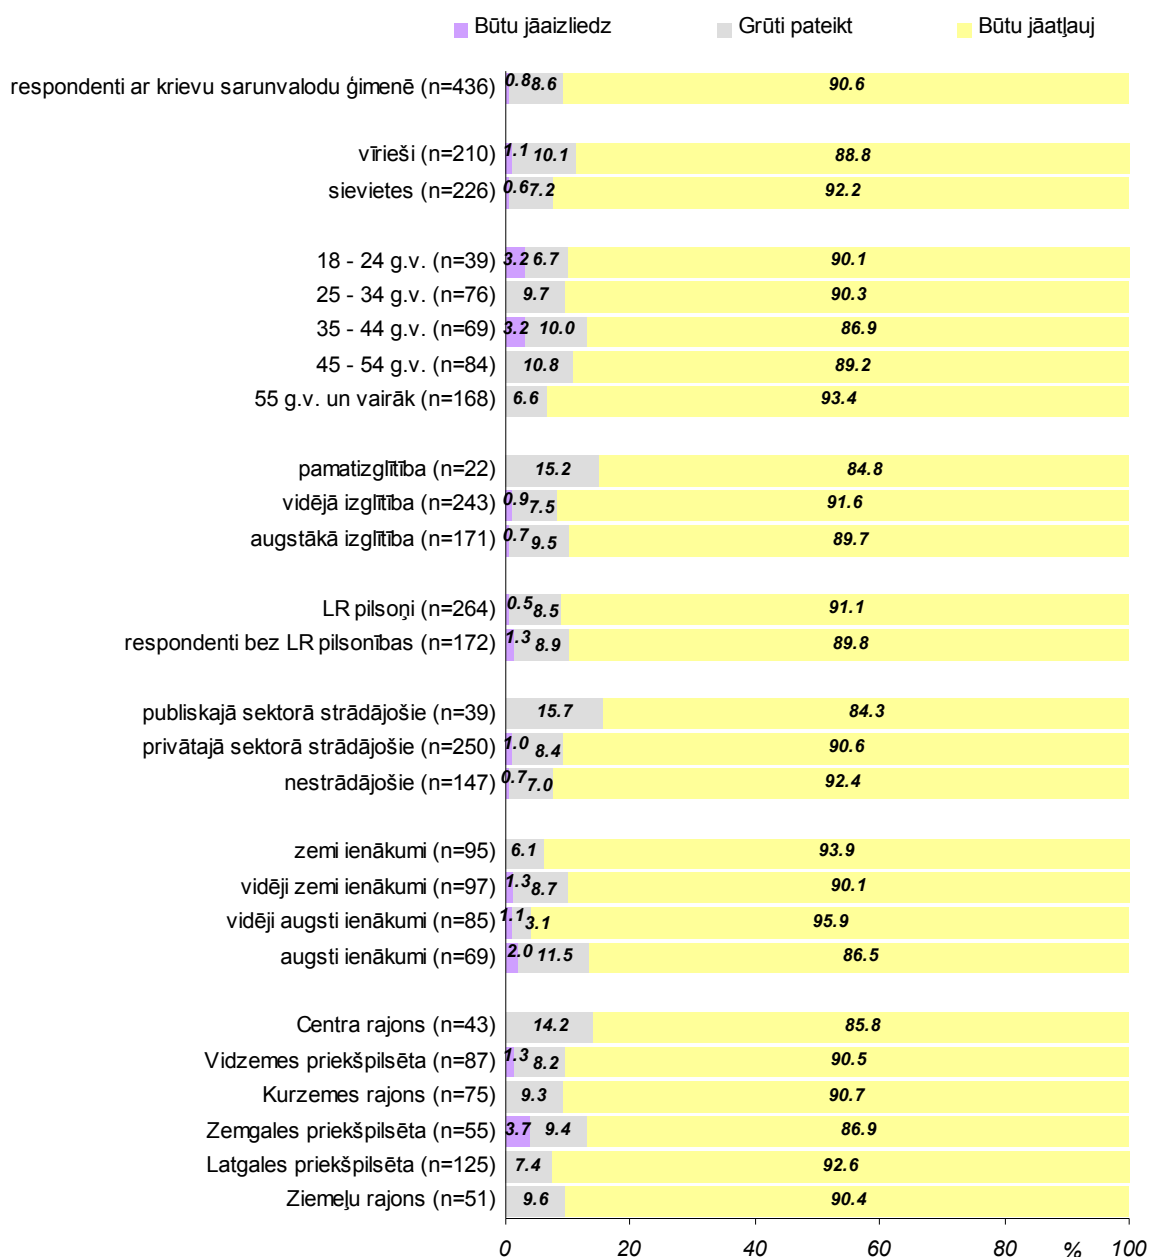 Būtu jāaizliedz Grūti pateikt Būtu jāatļauj
respondenti ar krievu sarunvalodu ģimenē (n=436) 0.8 8.6 90.6
vīrieši (n=210) 1.1 10.1 88.8
sievietes (n=226) 0.6 7.2 92.2
18 - 24 g.v. (n=39) 3.2 6.7 90.1
25 - 34 g.v. (n=76) 9.7 90.3
35 - 44 g.v. (n=69) 3.2 10.0 86.9
45 - 54 g.v. (n=84) 10.8 89.2
55 g.v. un vairāk (n=168) 6.6 93.4
pamatizglītība (n=22) 15.2 84.8
vidējā izglītība (n=243) 0.9 7.5 91.6
augstākā izglītība (n=171) 0.7 9.5 89.7
LR pilsoņi (n=264) 0.5 8.5 91.1
respondenti bez LR pilsonības (n=172) 1.3 8.9 89.8
publiskajā sektorā strādājošie (n=39) 15.7 84.3
privātajā sektorā strādājošie (n=250) 1.0 8.4 90.6
nestrādājošie (n=147) 0.7 7.0 92.4
zemi ienākumi (n=95) 6.1 93.9
vidēji zemi ienākumi (n=97) 1.3 8.7 90.1
vidēji augsti ienākumi (n=85) 1.1 3.1 95.9
augsti ienākumi (n=69) 2.0 11.5 86.5
Centra rajons (n=43) 14.2 85.8
Vidzemes priekšpilsēta (n=87) 1.3 8.2 90.5
Kurzemes rajons (n=75) 9.3 90.7
Zemgales priekšpilsēta (n=55) 3.7 9.4 86.9
Latgales priekšpilsēta (n=125) 7.4 92.6
Ziemeļu rajons (n=51) 9.6 90.4
0 20 40 60 80 % 100